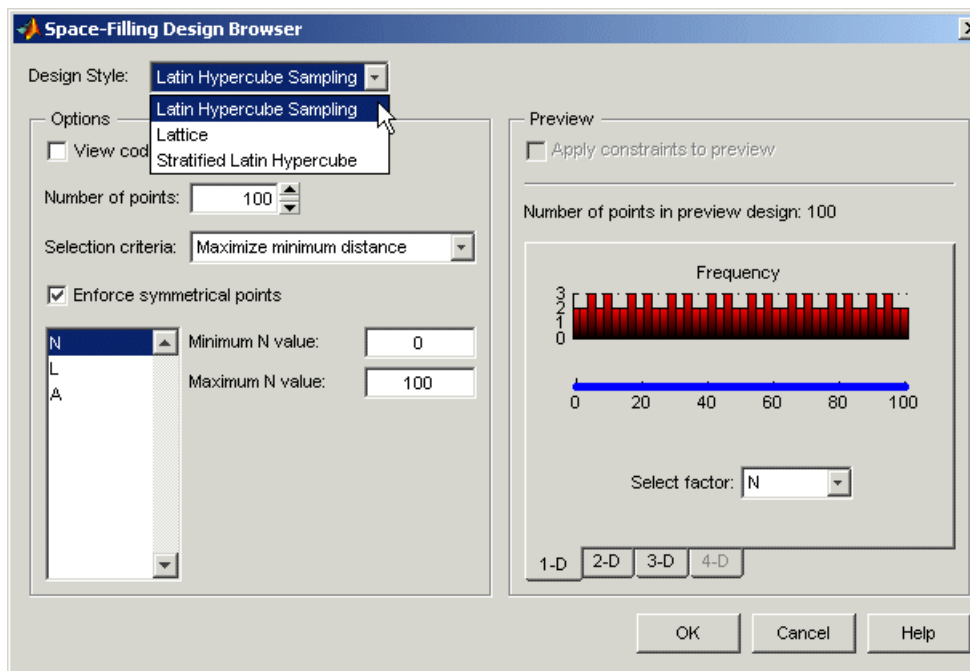 Space-Filling Design Browser
Design Style: Latin Hypercube Sampling
Latin Hypercube Sampling
Lattice
Stratified Latin Hypercube
Options
View cod
Number of points: 100
Selection criteria: Maximize minimum distance
Enforce symmetrical points
N
L
A
Minimum N value: 0
Maximum N value: 100
Preview
Apply constraints to preview
Number of points in preview design: 100
Frequency
3
2
1
0
0 20 40 60 80 100
Select factor: N
1-D 2-D 3-D 4-D
OK Cancel Help